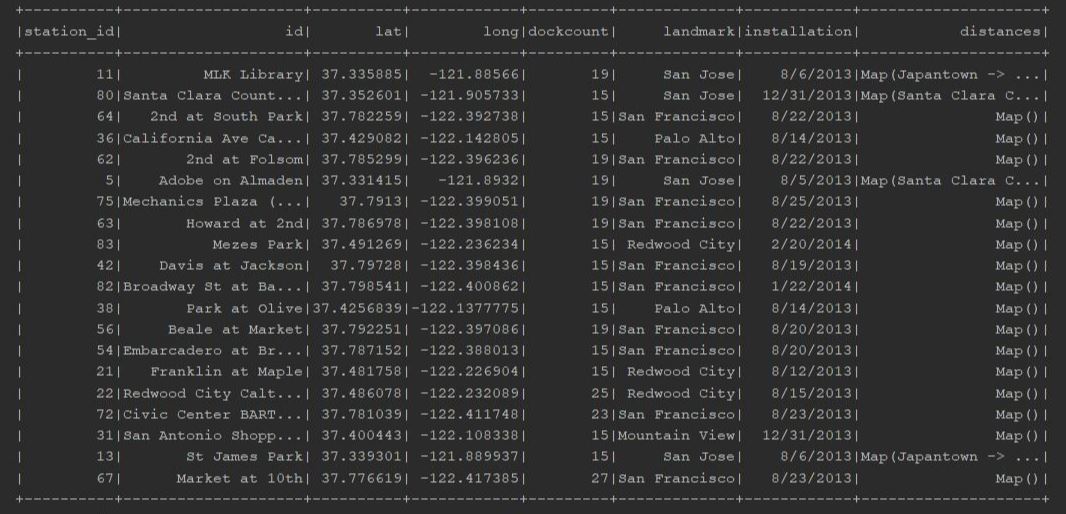 +----------+--------------------+----------+------------+---------+-------------+------------+--------------------+
|station_id|                  id|       lat|        long|dockcount|     landmark|installation|           distances|
+----------+--------------------+----------+------------+---------+-------------+------------+--------------------+
|        11|         MLK Library| 37.335885|  -121.88566|       19|     San Jose|    8/6/2013|Map(Japantown -> ...|
|        80|Santa Clara Count...| 37.352601| -121.905733|       15|     San Jose|  12/31/2013|Map(Santa Clara C...|
|        64|   2nd at South Park| 37.782259| -122.392738|       15|San Francisco|   8/22/2013|               Map()|
|        36|California Ave Ca...| 37.429082| -122.142805|       15|    Palo Alto|   8/14/2013|               Map()|
|        62|       2nd at Folsom| 37.785299| -122.396236|       19|San Francisco|   8/22/2013|               Map()|
|         5|    Adobe on Almaden| 37.331415|   -121.8932|       19|     San Jose|    8/5/2013|Map(Santa Clara C...|
|        75|Mechanics Plaza (...|   37.7913| -122.399051|       19|San Francisco|   8/25/2013|               Map()|
|        63|       Howard at 2nd| 37.786978| -122.398108|       19|San Francisco|   8/22/2013|               Map()|
|        83|          Mezes Park| 37.491269| -122.236234|       15| Redwood City|   2/20/2014|               Map()|
|        42|    Davis at Jackson|  37.79728| -122.398436|       15|San Francisco|   8/19/2013|               Map()|
|        82|Broadway St at Ba...| 37.798541| -122.400862|       15|San Francisco|   1/22/2014|               Map()|
|        38|       Park at Olive|37.4256839|-122.1377775|       15|    Palo Alto|   8/14/2013|               Map()|
|        56|     Beale at Market| 37.792251| -122.397086|       19|San Francisco|   8/20/2013|               Map()|
|        54|Embarcadero at Br...| 37.787152| -122.388013|       15|San Francisco|   8/20/2013|               Map()|
|        21|   Franklin at Maple| 37.481758| -122.226904|       15| Redwood City|   8/12/2013|               Map()|
|        22|Redwood City Calt...| 37.486078| -122.232089|       25| Redwood City|   8/15/2013|               Map()|
|        72|Civic Center BART...| 37.781039| -122.411748|       23|San Francisco|   8/23/2013|               Map()|
|        31|San Antonio Shopp...| 37.400443| -122.108338|       15|Mountain View|  12/31/2013|               Map()|
|        13|       St James Park| 37.339301| -121.889937|       15|     San Jose|    8/6/2013|Map(Japantown -> ...|
|        67|      Market at 10th| 37.776619| -122.417385|       27|San Francisco|   8/23/2013|               Map()|
+----------+--------------------+----------+------------+---------+-------------+------------+--------------------+